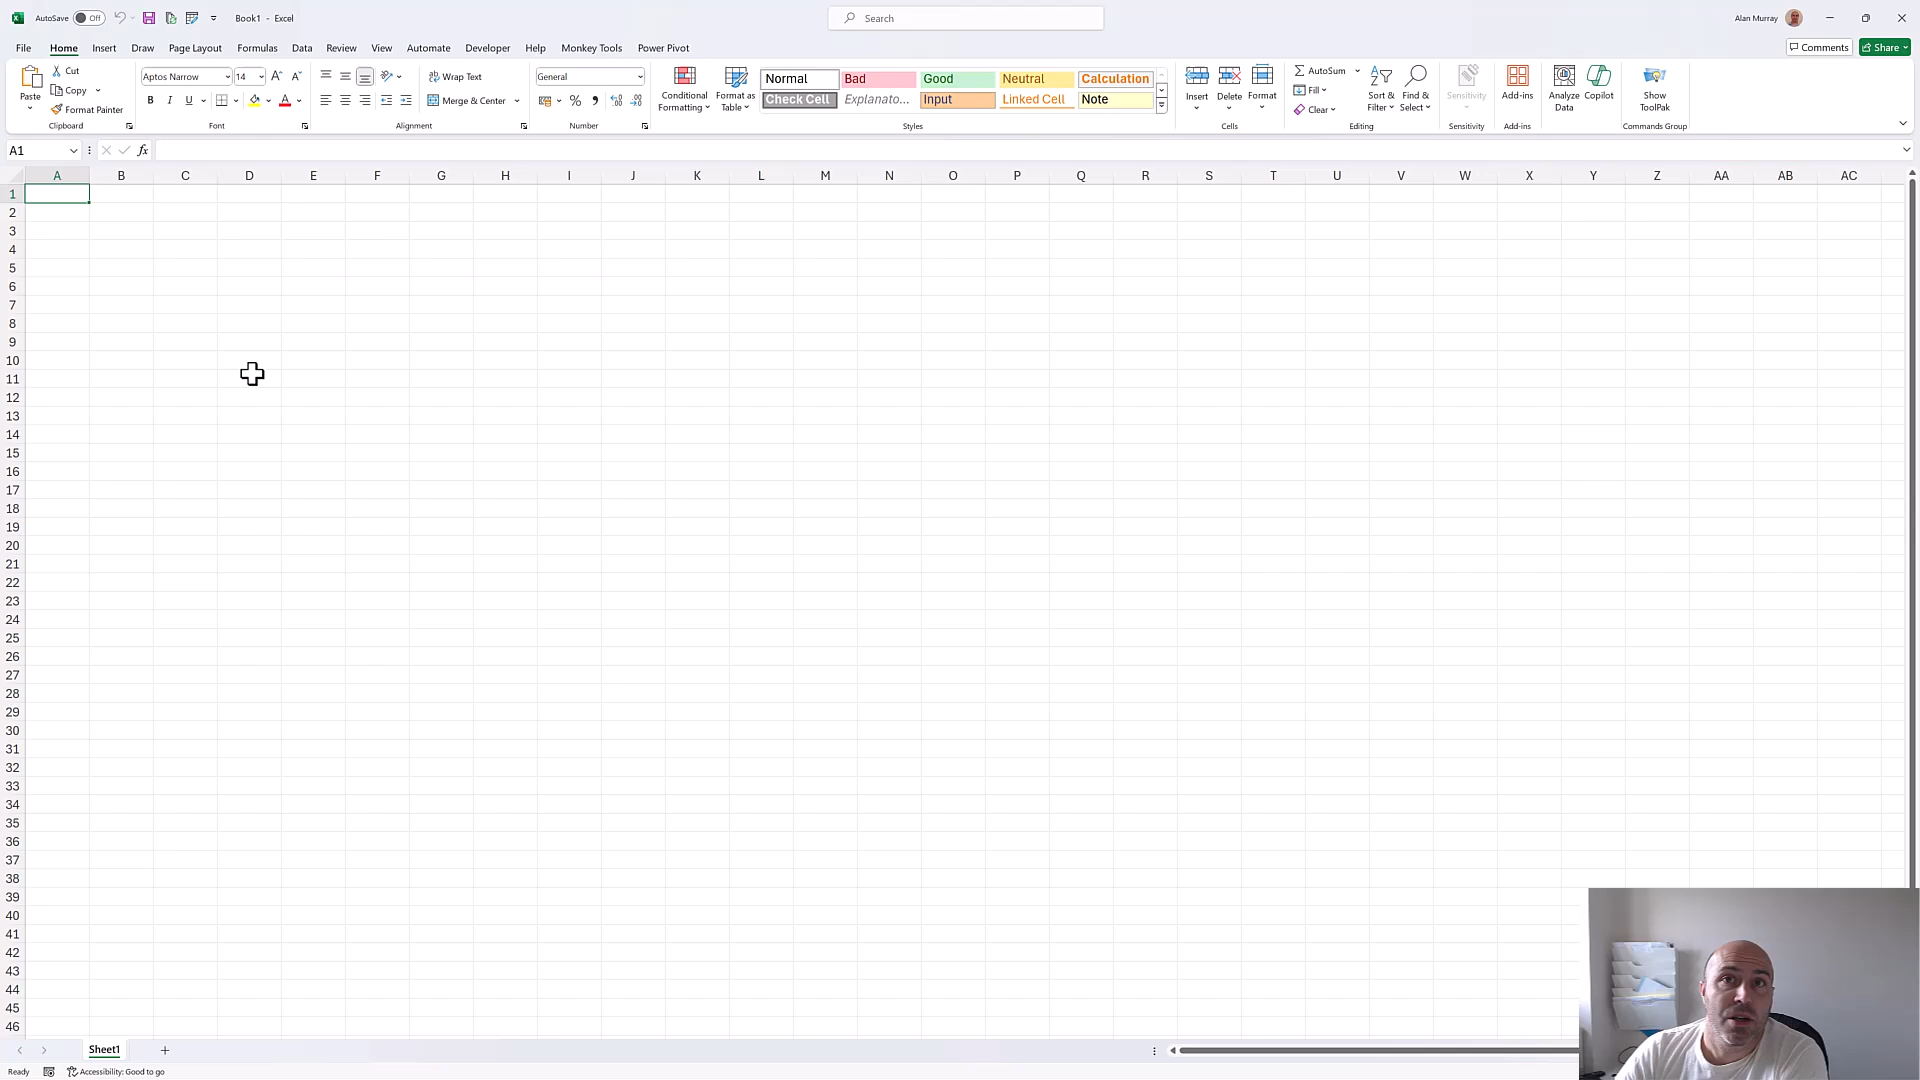 AutoSave Off Book1 - Excel Search Alan Murray
File Home Insert Draw Page Layout Formulas Data Review View Automate Developer Help Monkey Tools Power Pivot Comments Share
Paste Cut Copy Format Painter Clipboard
Aptos Narrow 14 B I U Font
Wrap Text Merge & Center Alignment
General % Number
Conditional Formatting Format as Table
Normal Bad Good Neutral Calculation
Check Cell Explanato... Input Linked Cell Note
Styles
Insert Delete Format Cells
AutoSum Fill Clear Sort & Filter Find & Select Editing
Sensitivity Sensitivity
Add-ins Add-ins
Analyze Data Copilot
Show ToolPak Commands Group
A1 fx
A B C D E F G H I J K L M N O P Q R S T U V W X Y Z AA AB AC
1
2
3
4
5
6
7
8
9
10
11
12
13
14
15
16
17
18
19
20
21
22
23
24
25
26
27
28
29
30
31
32
33
34
35
36
37
38
39
40
41
42
43
44
45
46
Sheet1
Ready Accessibility: Good to go